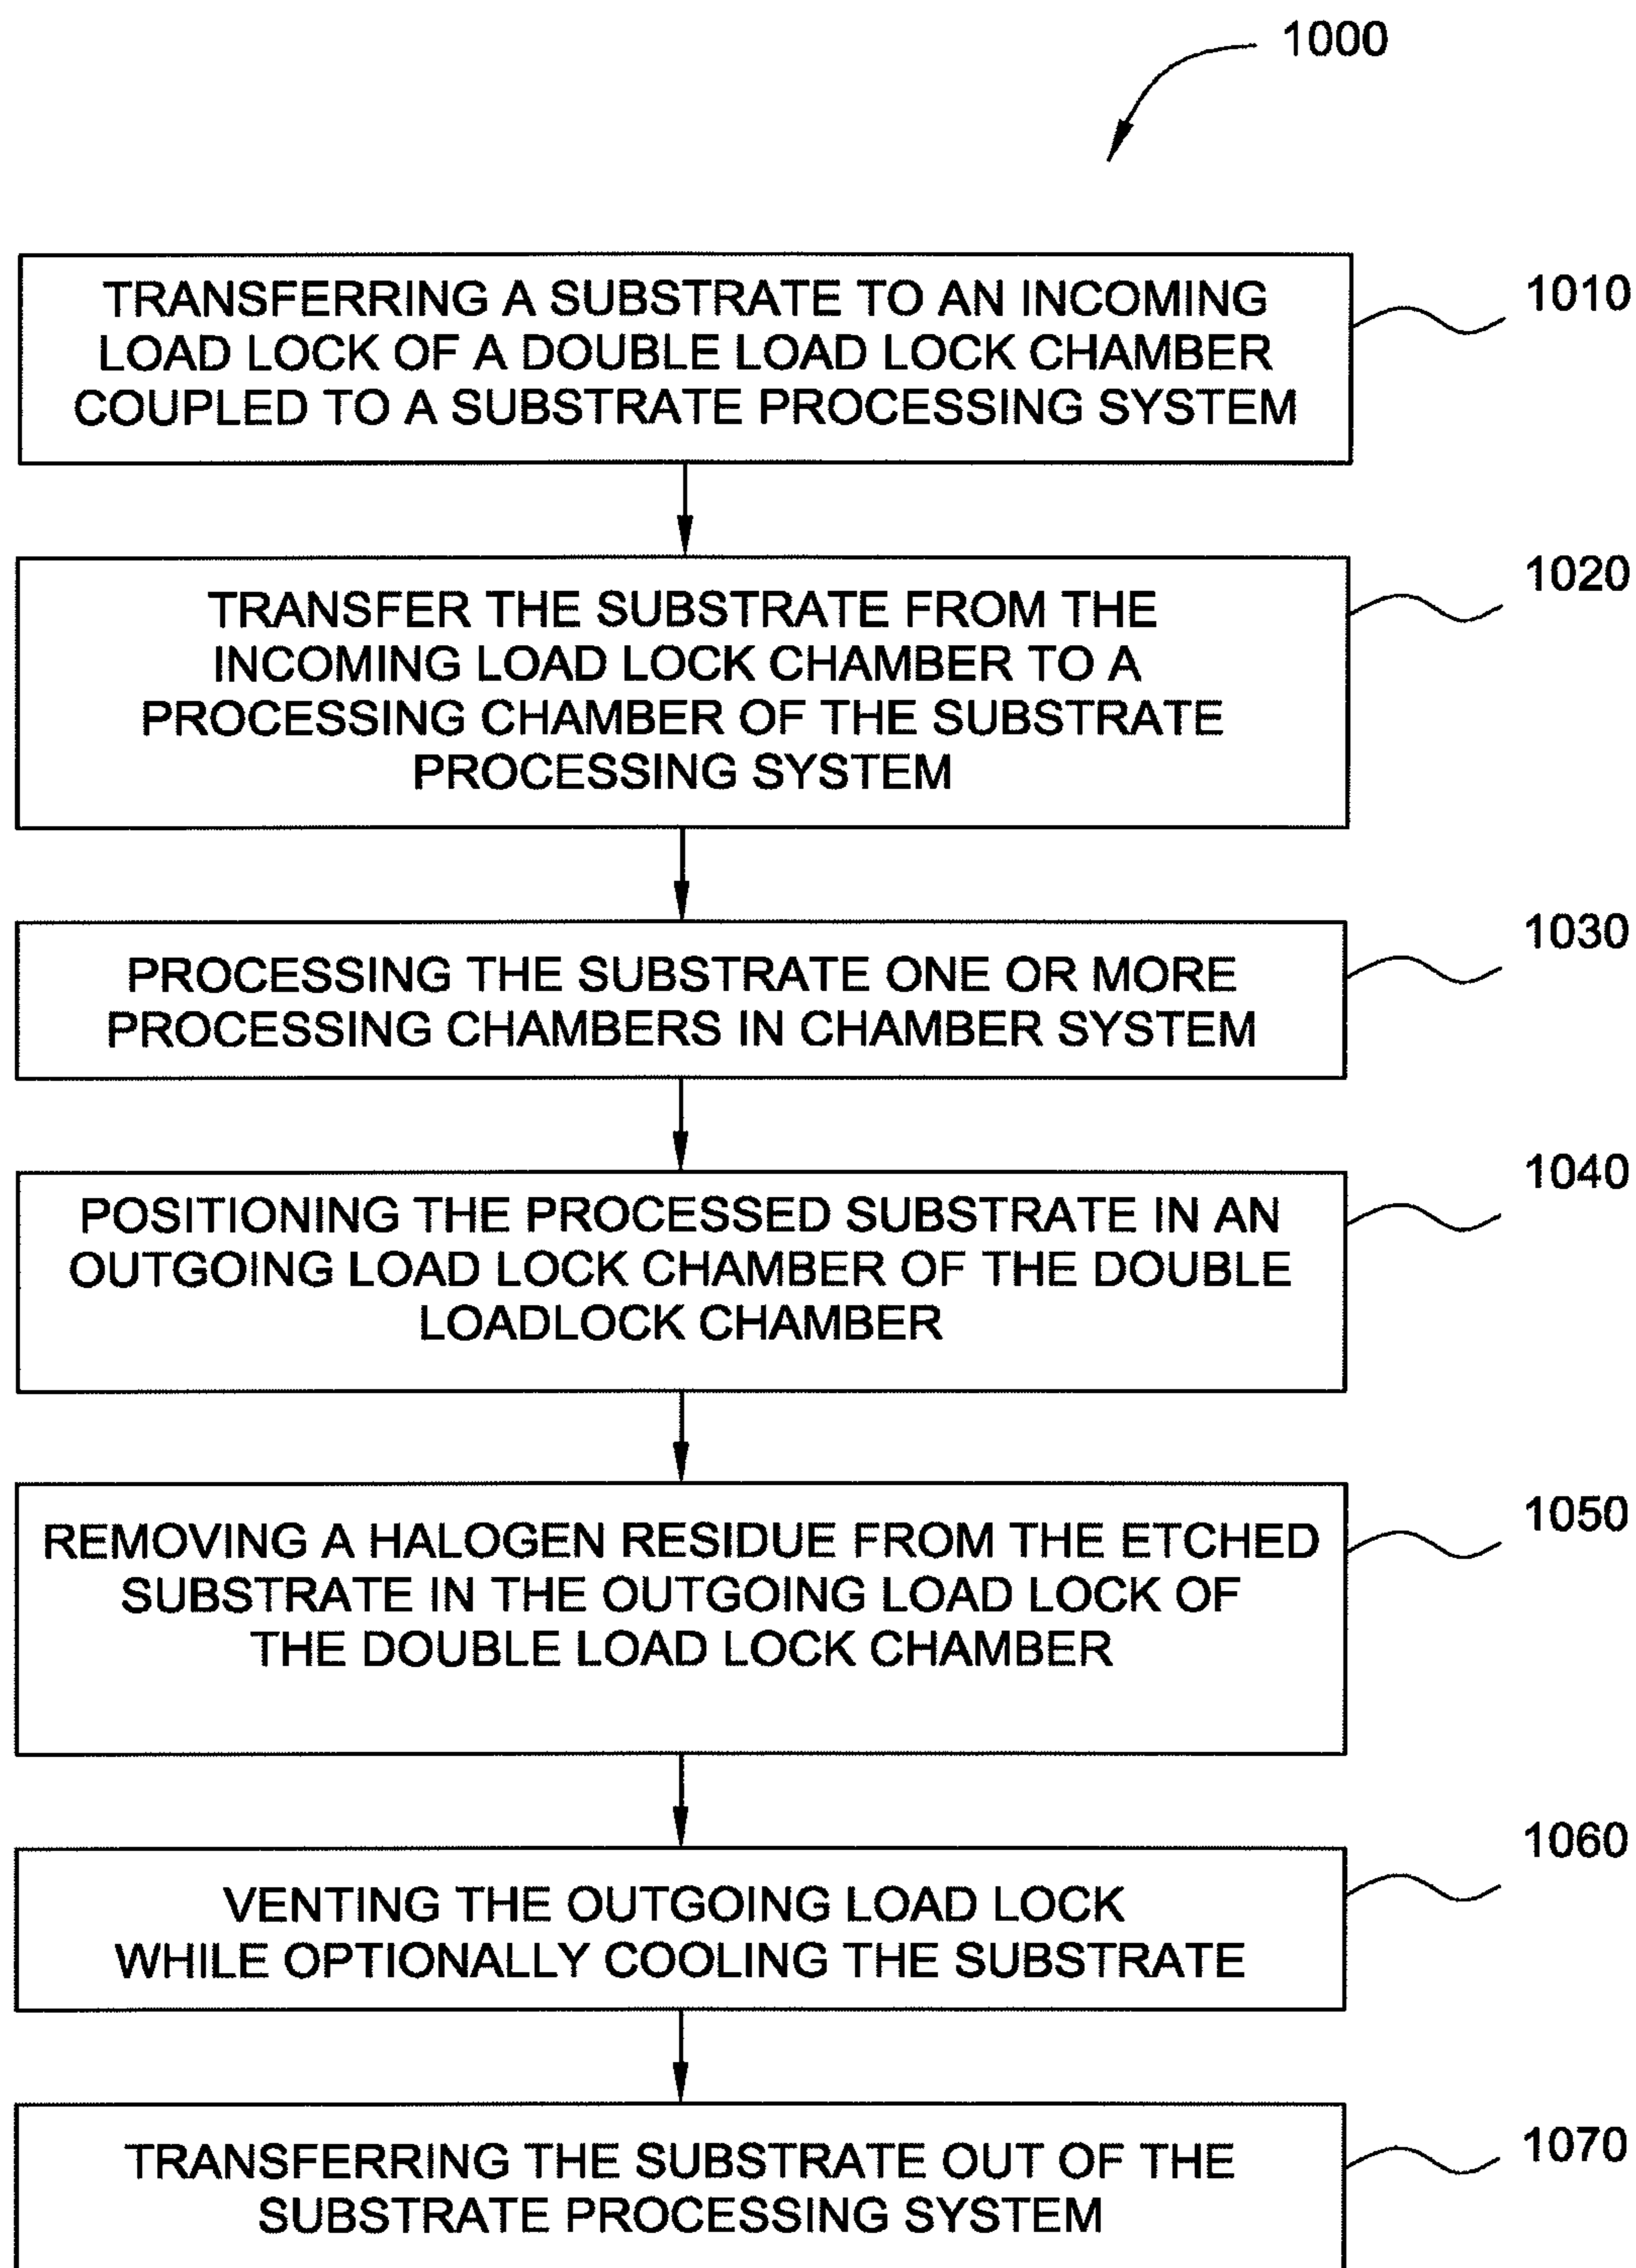 1000
TRANSFERRING A SUBSTRATE TO AN INCOMING
LOAD LOCK OF A DOUBLE LOAD LOCK CHAMBER
COUPLED TO A SUBSTRATE PROCESSING SYSTEM
1010
TRANSFER THE SUBSTRATE FROM THE
INCOMING LOAD LOCK CHAMBER TO A
PROCESSING CHAMBER OF THE SUBSTRATE
PROCESSING SYSTEM
1020
PROCESSING THE SUBSTRATE ONE OR MORE
PROCESSING CHAMBERS IN CHAMBER SYSTEM
1030
POSITIONING THE PROCESSED SUBSTRATE IN AN
OUTGOING LOAD LOCK CHAMBER OF THE DOUBLE
LOADLOCK CHAMBER
1040
REMOVING A HALOGEN RESIDUE FROM THE ETCHED
SUBSTRATE IN THE OUTGOING LOAD LOCK OF
THE DOUBLE LOAD LOCK CHAMBER
1050
VENTING THE OUTGOING LOAD LOCK
WHILE OPTIONALLY COOLING THE SUBSTRATE
1060
TRANSFERRING THE SUBSTRATE OUT OF THE
SUBSTRATE PROCESSING SYSTEM
1070